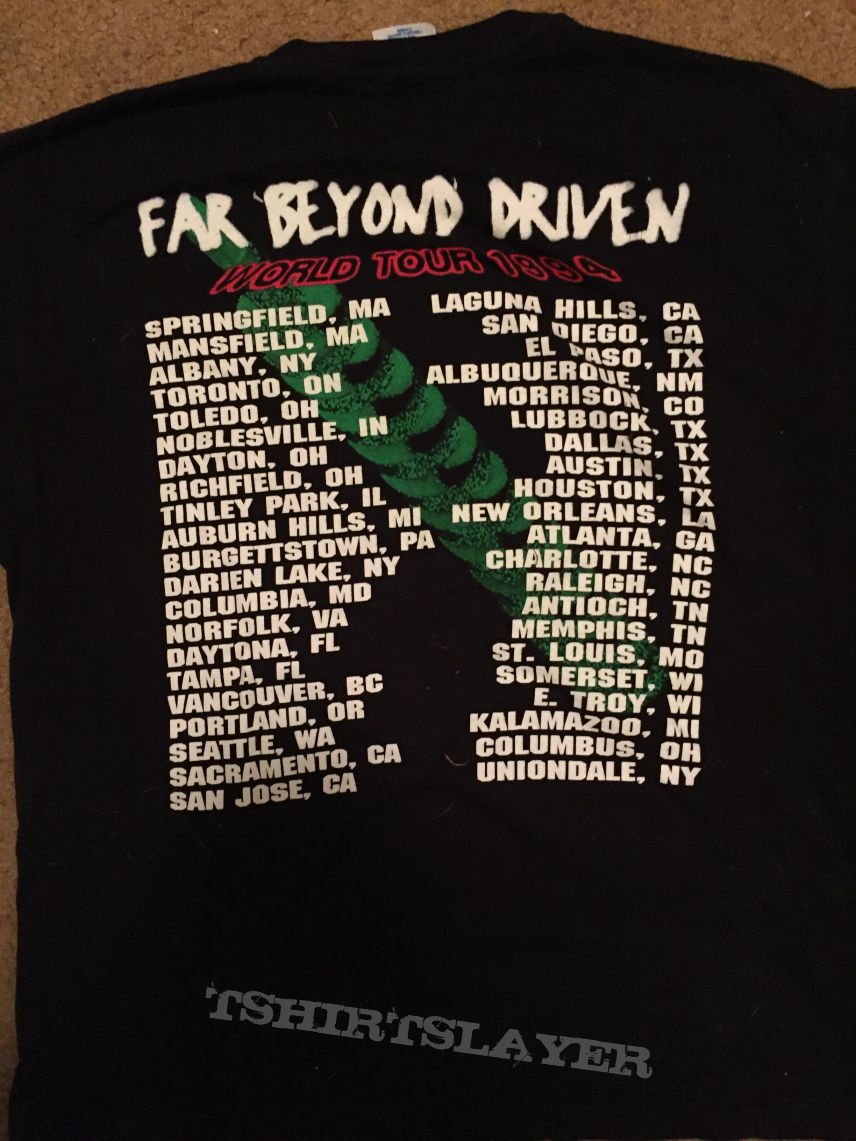 FAR BEYOND DRIVEN
WORLD TOUR 1994
SPRINGFIELD, MA
MANSFIELD, MA
ALBANY, NY
TORONTO, ON
TOLEDO, OH
NOBLESVILLE, IN
DAYTON, OH
RICHFIELD, OH
TINLEY PARK, IL
AUBURN HILLS, MI
BURGETTSTOWN, PA
DARIEN LAKE, NY
COLUMBIA, MD
NORFOLK, VA
DAYTONA, FL
TAMPA, FL
VANCOUVER, BC
PORTLAND, OR
SEATTLE, WA
SACRAMENTO, CA
SAN JOSE, CA
LAGUNA HILLS, CA
SAN DIEGO, CA
EL PASO, TX
ALBUQUERQUE, NM
MORRISON, CO
LUBBOCK, TX
DALLAS, TX
AUSTIN, TX
HOUSTON, TX
NEW ORLEANS, LA
ATLANTA, GA
CHARLOTTE, NC
RALEIGH, NC
ANTIOCH, TN
MEMPHIS, TN
ST. LOUIS, MO
SOMERSET, WI
E. TROY, WI
KALAMAZOO, MI
COLUMBUS, OH
UNIONDALE, NY
TSHIRTSLAYER